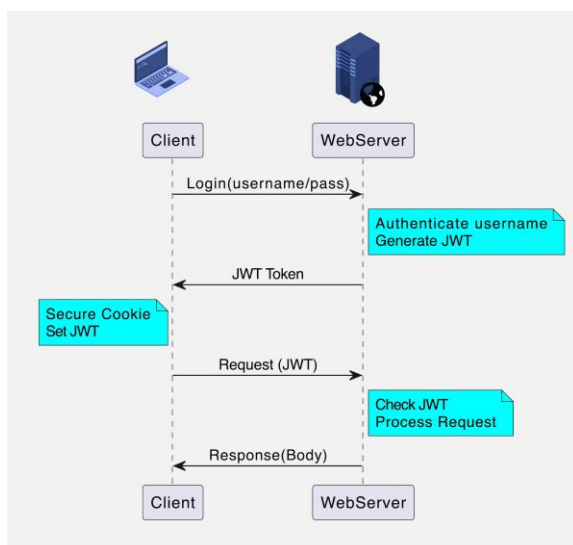 Client
WebServer
Login(username/pass)
Authenticate username
Generate JWT
JWT Token
Secure Cookie
Set JWT
Request (JWT)
Check JWT
Process Request
Response(Body)
Client
WebServer